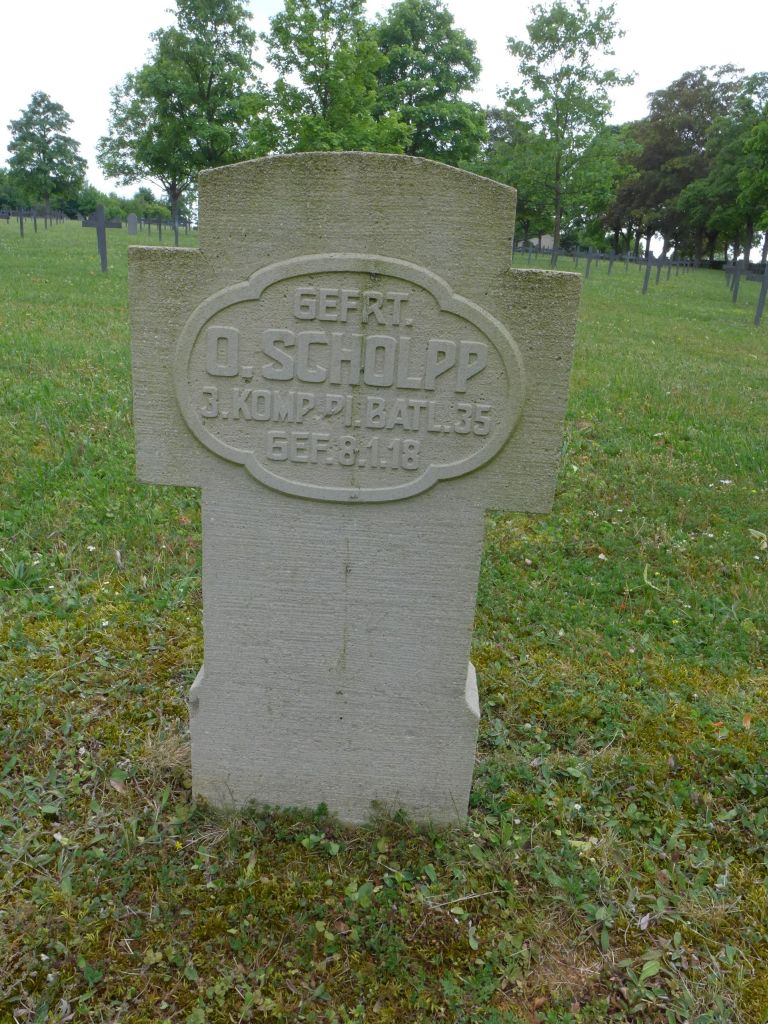 GEFRT.
O. SCHOLPP
3. KOMP. PI. BATL. 35
GEF. 8.1.18